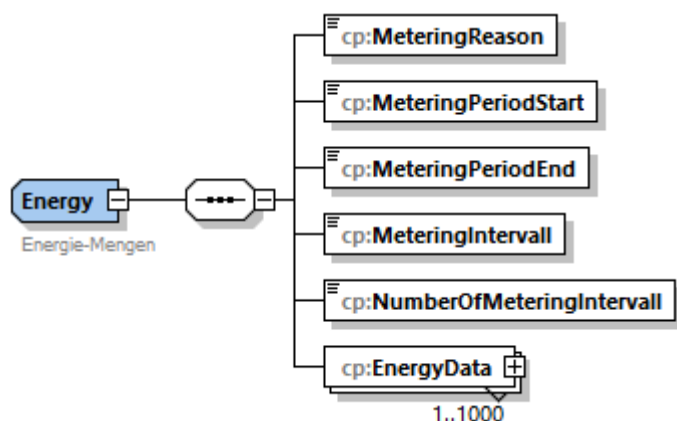 cp:MeteringReason
cp:MeteringPeriodStart
cp:MeteringPeriodEnd
Energy
Energie-Mengen
cp:MeteringIntervall
cp:NumberOfMeteringIntervall
cp:EnergyData
1..1000